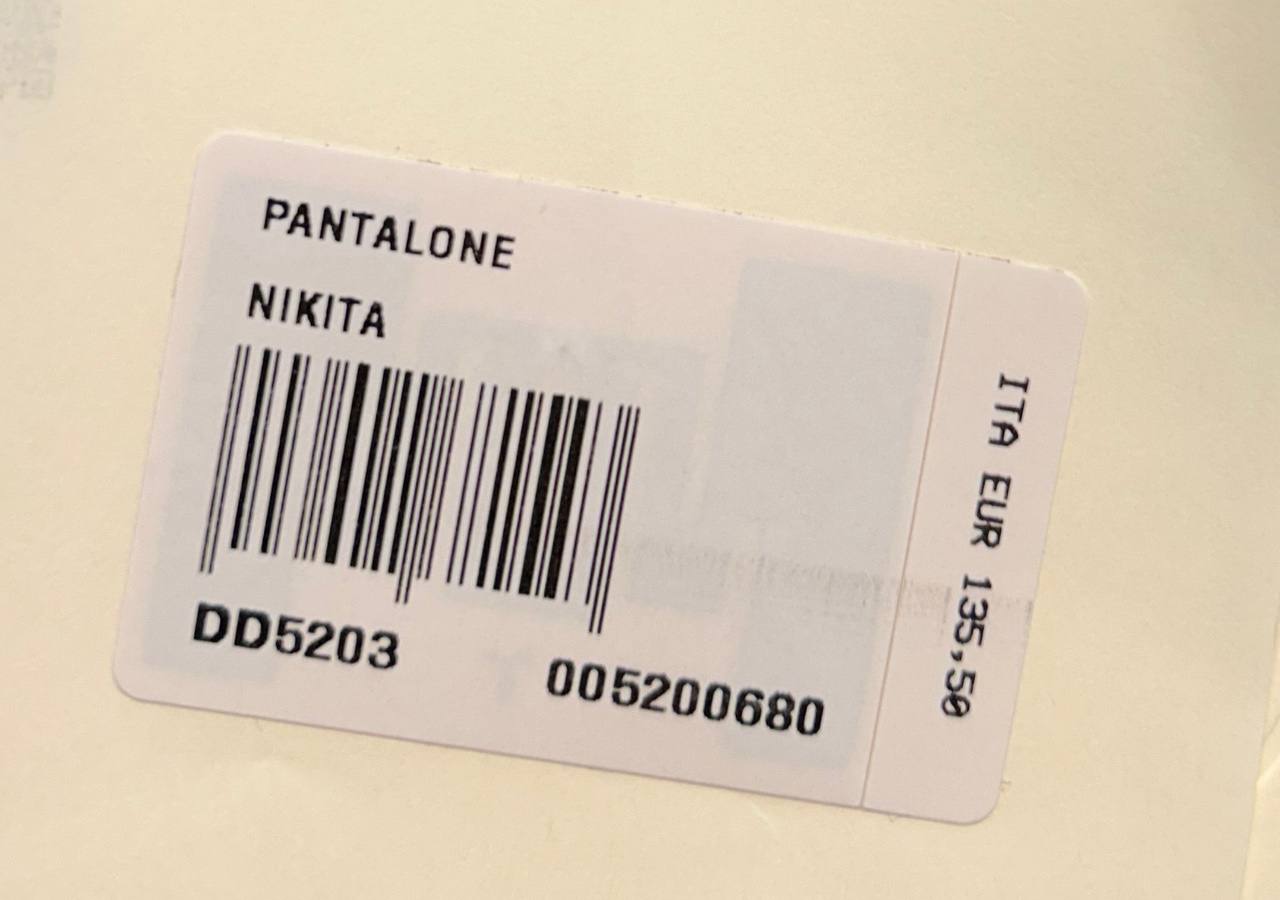 PANTALONE
NIKITA
DD5203
005200680
ITA EUR 135,50